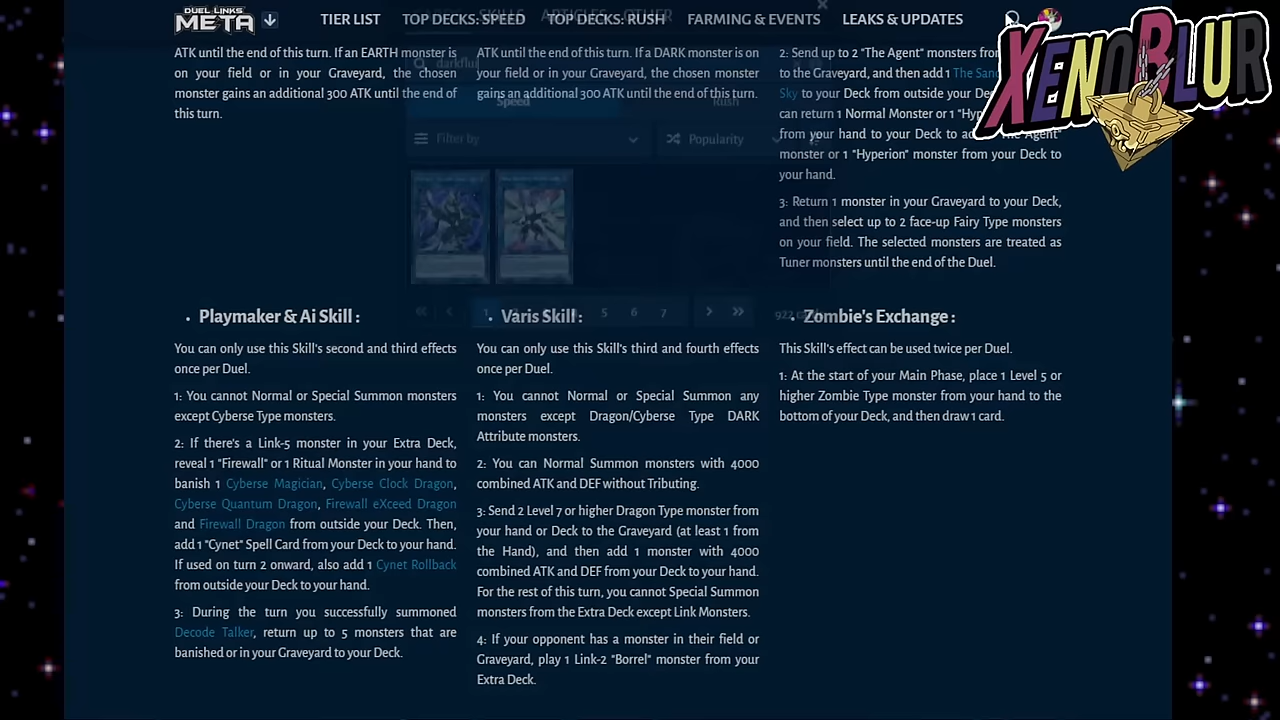 DUEL LINKS
META
TIER LIST
TOP DECKS: SPEED
TOP DECKS: RUSH
FARMING & EVENTS
LEAKS & UPDATES
SKILLS
ARTICLES
XENOBLUR
ATK until the end of this turn. If an EARTH monster is
on your field or in your Graveyard, the chosen
monster gains an additional 300 ATK until the end of
this turn.
ATK until the end of this turn. If a DARK monster is on
your field or in your Graveyard, the chosen monster
gains an additional 300 ATK until the end of this turn.
2: Send up to 2 "The Agent" monsters from
to the Graveyard, and then add 1 The
Sky to your Deck from outside your
can return 1 Normal Monster or 1
from your hand to your Deck to
monster or 1 "Hyperion" monster from your Deck to
your hand.
3: Return 1 monster in your Graveyard to your Deck,
and then select up to 2 face-up Fairy Type monsters
on your field. The selected monsters are treated as
Tuner monsters until the end of the Duel.
Speed
Rush
Filter by
Popularity
1
5
6
7
• Playmaker & Ai Skill :
You can only use this Skill's second and third effects
once per Duel.
1: You cannot Normal or Special Summon monsters
except Cyberse Type monsters.
2: If there's a Link-5 monster in your Extra Deck,
reveal 1 "Firewall" or 1 Ritual Monster in your hand to
banish 1 Cyberse Magician, Cyberse Clock Dragon,
Cyberse Quantum Dragon, Firewall eXceed Dragon
and Firewall Dragon from outside your Deck. Then,
add 1 "Cynet" Spell Card from your Deck to your hand.
If used on turn 2 onward, also add 1 Cynet Rollback
from outside your Deck to your hand.
3: During the turn you successfully summoned
Decode Talker, return up to 5 monsters that are
banished or in your Graveyard to your Deck.
• Varis Skill :
You can only use this Skill's third and fourth effects
once per Duel.
1: You cannot Normal or Special Summon any
monsters except Dragon/Cyberse Type DARK
Attribute monsters.
2: You can Normal Summon monsters with 4000
combined ATK and DEF without Tributing.
3: Send 2 Level 7 or higher Dragon Type monster from
your hand or Deck to the Graveyard (at least 1 from
the Hand), and then add 1 monster with 4000
combined ATK and DEF from your Deck to your hand.
For the rest of this turn, you cannot Special Summon
monsters from the Extra Deck except Link Monsters.
4: If your opponent has a monster in their field or
Graveyard, play 1 Link-2 "Borrel" monster from your
Extra Deck.
• Zombie's Exchange :
This Skill's effect can be used twice per Duel.
1: At the start of your Main Phase, place 1 Level 5 or
higher Zombie Type monster from your hand to the
bottom of your Deck, and then draw 1 card.